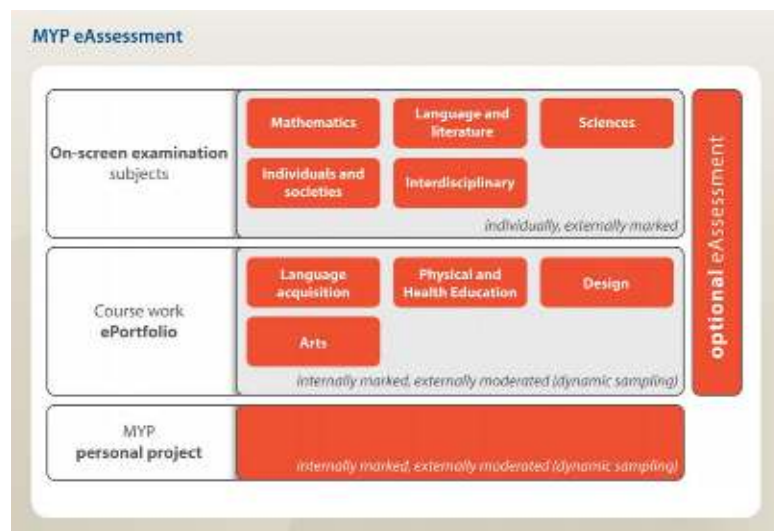 MYP eAssessment
On-screen examination
subjects
Mathematics
Language and
literature
Sciences
Individuals and
societies
Interdisciplinary
individually, externally marked
Course work
ePortfolio
Language
acquisition
Physical and
Health Education
Design
Arts
internally marked, externally moderated (dynamic sampling)
MYP
personal project
internally marked, externally moderated (dynamic sampling)
optional eAssessment